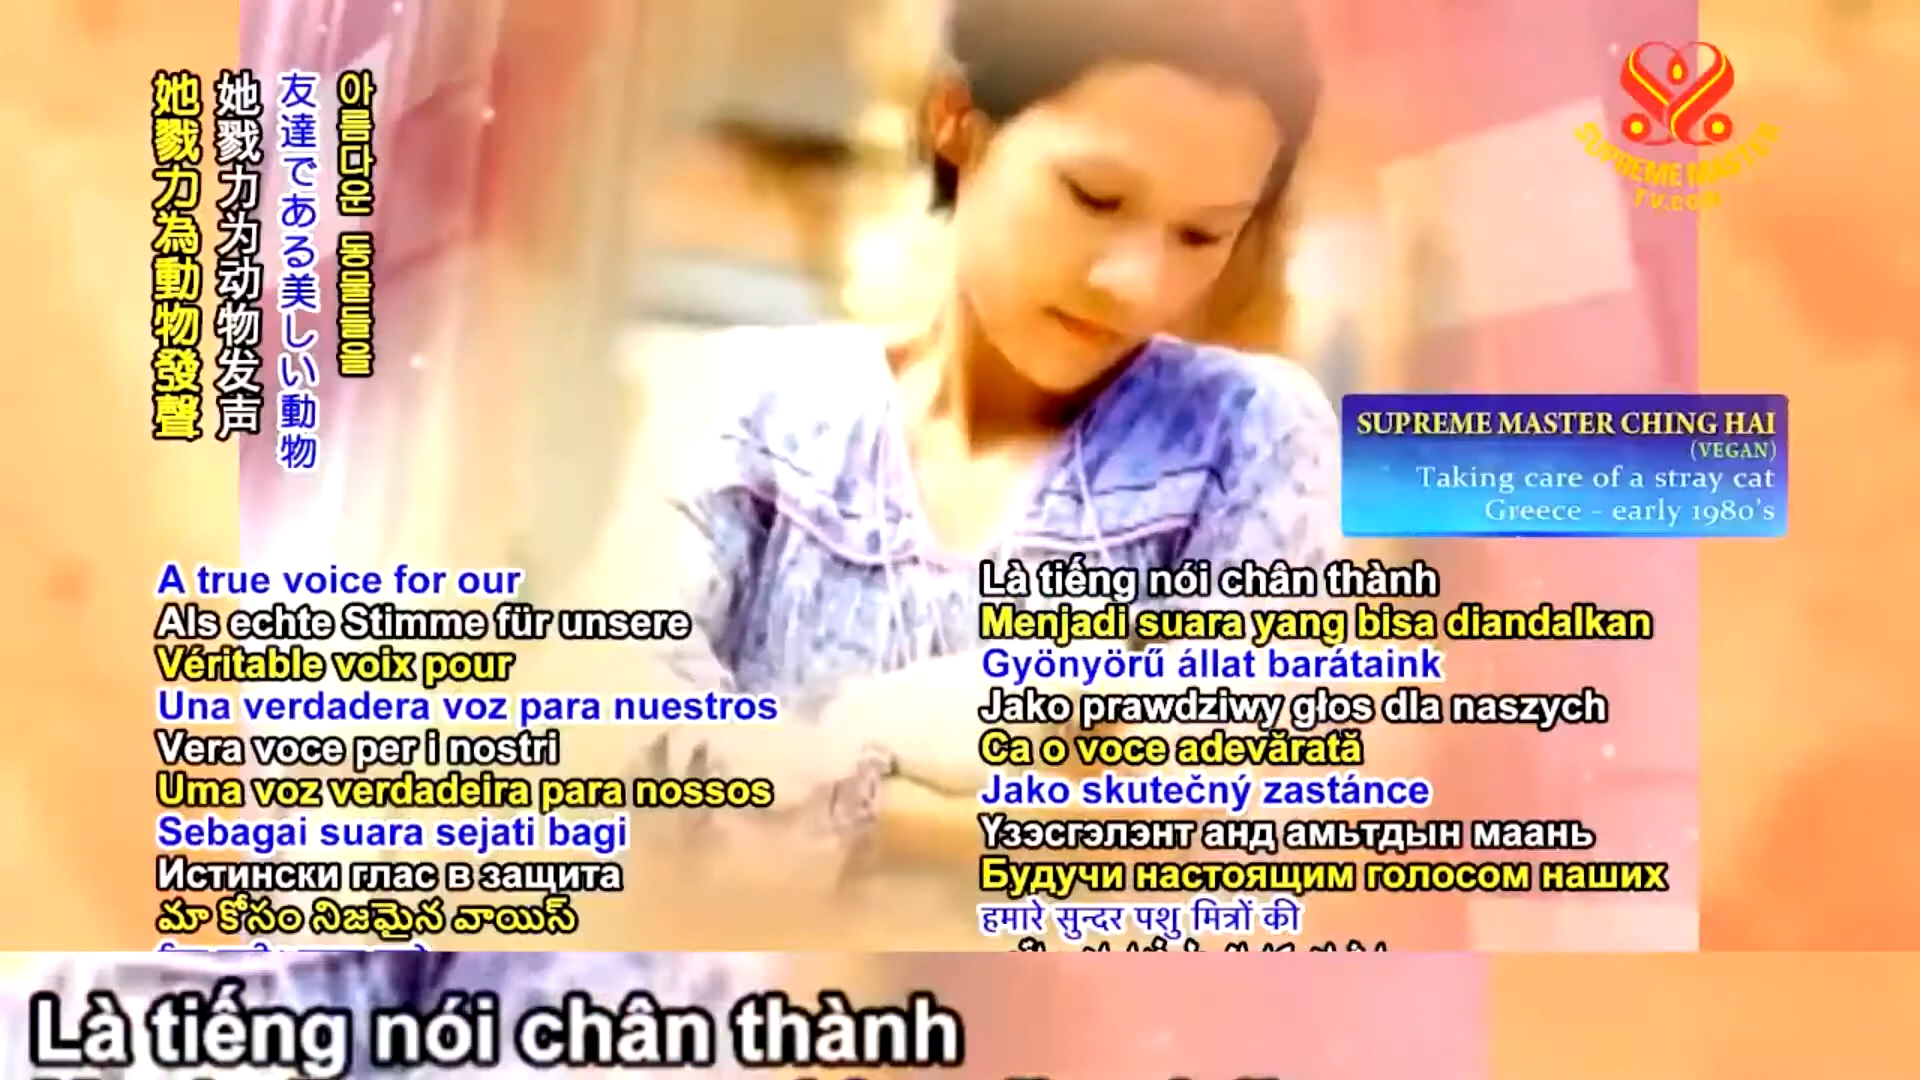 她戮力為動物發聲
她戮力为动物发声
友達である美しい動物
아름다운 동물들을
SUPREME MASTER
TV.com
SUPREME MASTER CHING HAI
(VEGAN)
Taking care of a stray cat
Greece - early 1980's
A true voice for our
Als echte Stimme für unsere
Véritable voix pour
Una verdadera voz para nuestros
Vera voce per i nostri
Uma voz verdadeira para nossos
Sebagai suara sejati bagi
Истински глас в защита
మా కోసం నిజమైన వాయిస్
Là tiếng nói chân thành
Menjadi suara yang bisa diandalkan
Gyönyörű állat barátaink
Jako prawdziwy głos dla naszych
Ca o voce adevărată
Jako skutečný zastánce
Үзэсгэлэнт анд амьтдын маань
Будучи настоящим голосом наших
हमारे सुन्दर पशु मित्रों की
Là tiếng nói chân thành